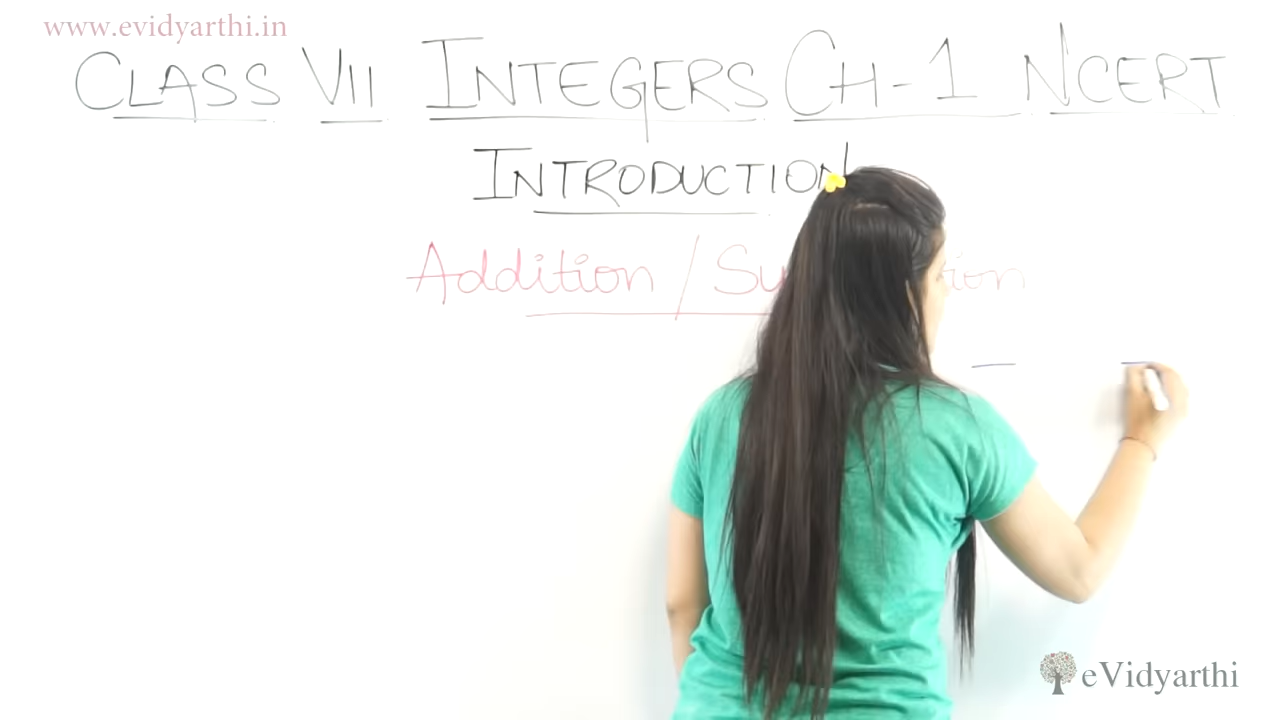 www.evidyarthi.in
CLASS VII INTEGERS CH-1 NCERT
INTRODUCTION
Addition /
eVidyarthi